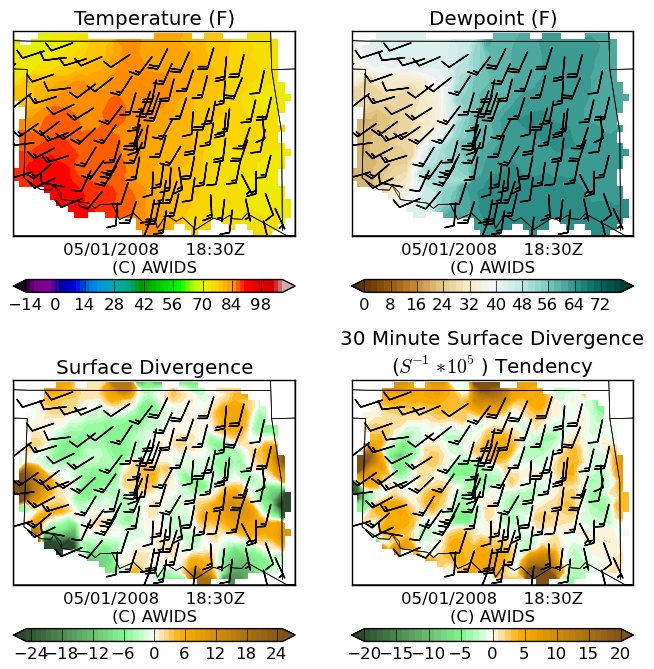 Temperature (F)
Dewpoint (F)
05/01/2008 18:30Z
(C) AWIDS
−14 0 14 28 42 56 70 84 98
05/01/2008 18:30Z
(C) AWIDS
0 8 16 24 32 40 48 56 64 72
Surface Divergence
30 Minute Surface Divergence
(S⁻¹ *10⁵ ) Tendency
05/01/2008 18:30Z
(C) AWIDS
−24 −18 −12 −6 0 6 12 18 24
05/01/2008 18:30Z
(C) AWIDS
−20 −15 −10 −5 0 5 10 15 20